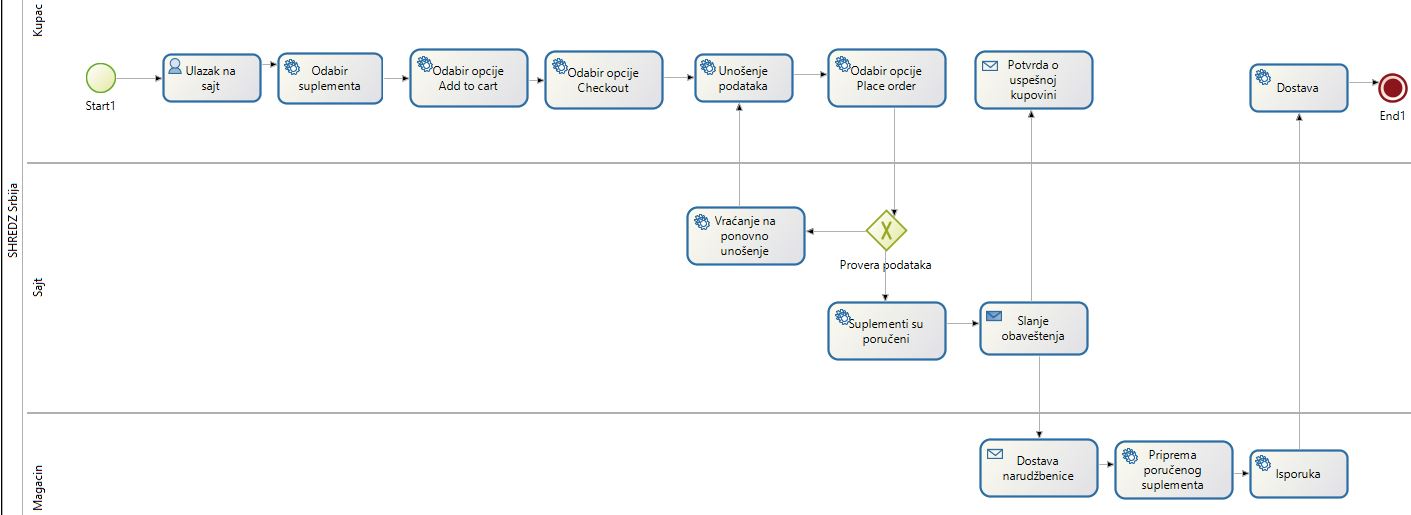 SHREDZ Srbija
Kupac
Start1
Ulazak na
sajt
Odabir
suplementa
Odabir opcije
Add to cart
Odabir opcije
Checkout
Unošenje
podataka
Odabir opcije
Place order
Potvrda o
uspešnoj
kupovini
Dostava
End1
Sajt
Vraćanje na
ponovno
unošenje
X
Provera podataka
Suplementi su
poručeni
Slanje
obaveštenja
Magacin
Dostava
narudžbenice
Priprema
poručenog
suplementa
Isporuka